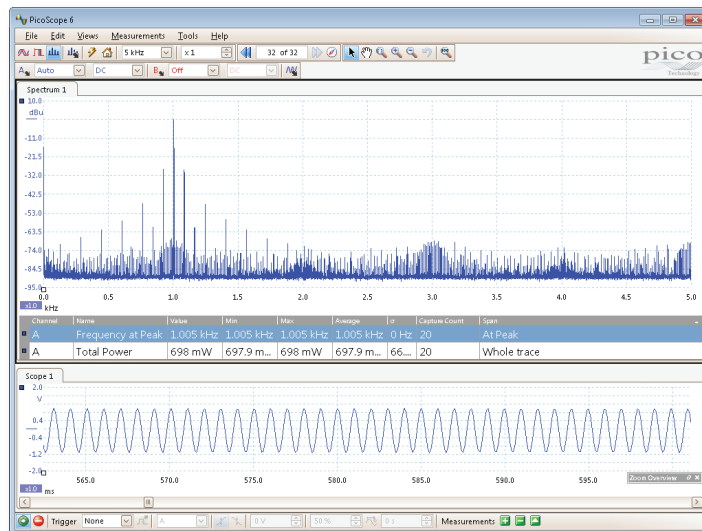 PicoScope 6
File Edit Views Measurements Tools Help
5 kHz x 1 32 of 32
pico
Technology
A Auto DC B Off DC
Spectrum 1
10.0
dBu
-11.0
-21.5
-32.0
-42.5
-53.0
-63.5
-74.0
-84.5
-95.0
0.0 0.5 1.0 1.5 2.0 2.5 3.0 3.5 4.0 4.5 5.0
x1.0 kHz
Channel Name Value Min Max Average σ Capture Count Span
A Frequency at Peak 1.005 kHz 1.005 kHz 1.005 kHz 1.005 kHz 0 Hz 20 At Peak
A Total Power 698 mW 697.9 m... 698 mW 697.9 m... 66.... 20 Whole trace
Scope 1
2.0
V
0.4
-0.4
-1.2
-2.0
565.0 570.0 575.0 580.0 585.0 590.0 595.0
Zoom Overview
x1.0 ms
Trigger None A 0 V 50 % 0 s Measurements